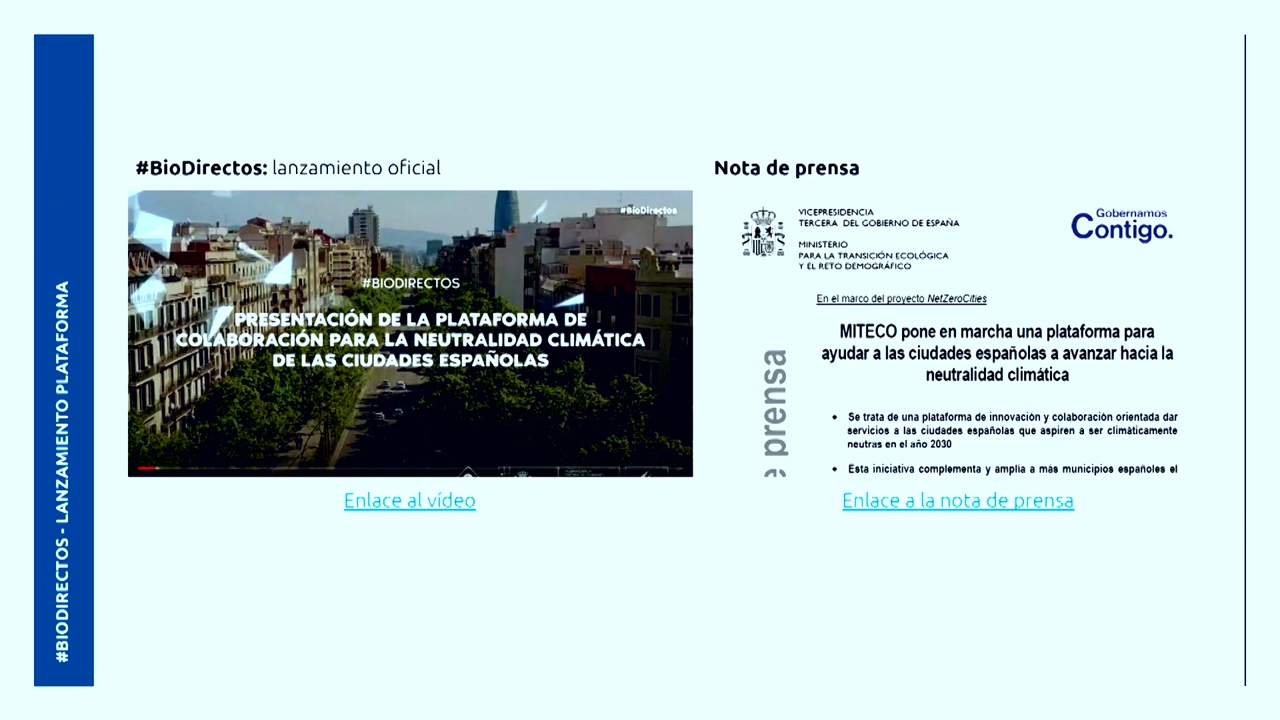 #BIODIRECTOS - LANZAMIENTO PLATAFORMA
#BioDirectos: lanzamiento oficial
#BioDirectos
#BIODIRECTOS
PRESENTACIÓN DE LA PLATAFORMA DE
COLABORACIÓN PARA LA NEUTRALIDAD CLIMÁTICA
DE LAS CIUDADES ESPAÑOLAS
Enlace al vídeo
Nota de prensa
VICEPRESIDENCIA
TERCERA DEL GOBIERNO DE ESPAÑA
MINISTERIO
PARA LA TRANSICIÓN ECOLÓGICA
Y EL RETO DEMOGRÁFICO
Gobernamos
Contigo.
En el marco del proyecto NetZeroCities
MITECO pone en marcha una plataforma para
ayudar a las ciudades españolas a avanzar hacia la
neutralidad climática
e prensa
• Se trata de una plataforma de innovación y colaboración orientada dar
servicios a las ciudades españolas que aspiren a ser climáticamente
neutras en el año 2030
• Esta iniciativa complementa y amplía a más municipios españoles el
Enlace a la nota de prensa